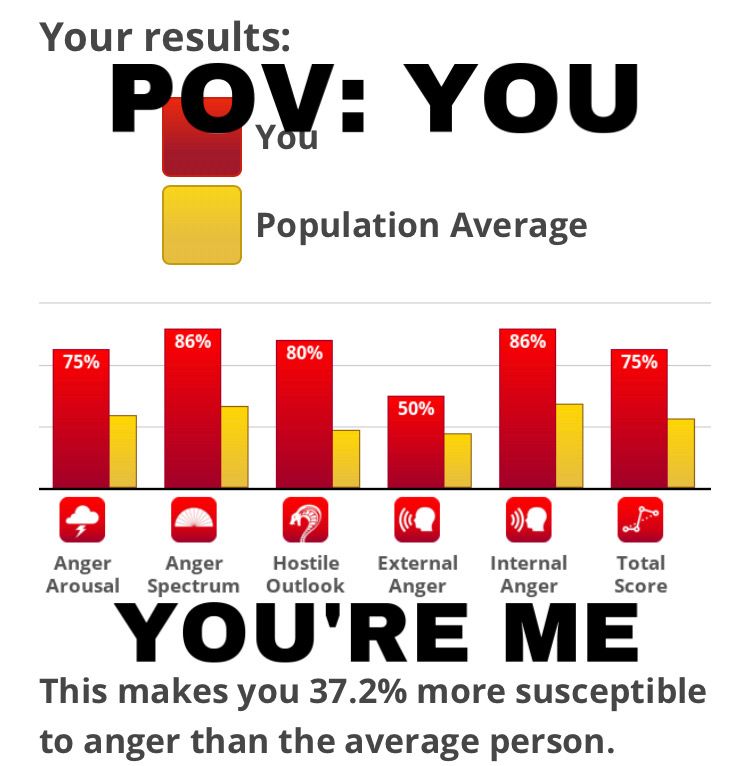 Your results:
POV: YOU
You
Population Average
75% 86% 80% 50% 86% 75%
Anger Arousal
Anger Spectrum
Hostile Outlook
External Anger
Internal Anger
Total Score
YOU'RE ME
This makes you 37.2% more susceptible
to anger than the average person.